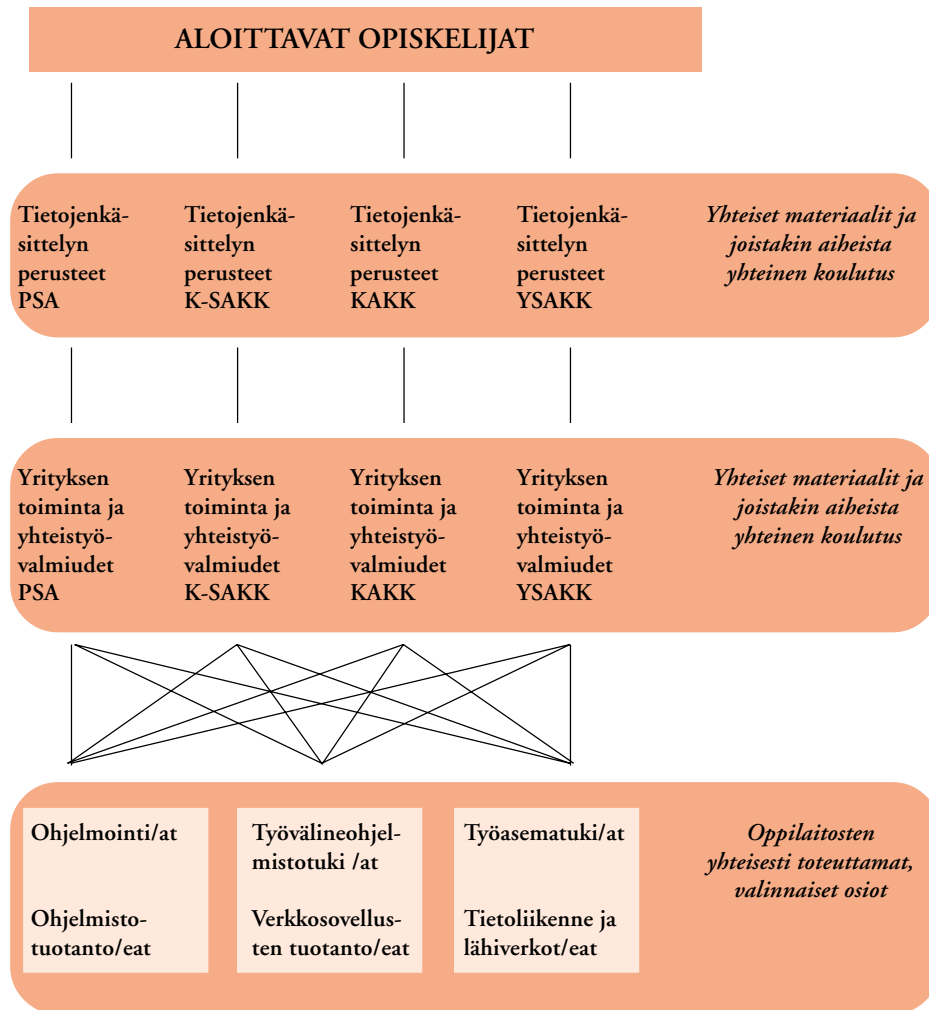 ALOITTAVAT OPISKELIJAT
Tietojenkä-
sittelyn
perusteet
PSA
Tietojenkä-
sittelyn
perusteet
K-SAKK
Tietojenkä-
sittelyn
perusteet
KAKK
Tietojenkä-
sittelyn
perusteet
YSAKK
Yhteiset materiaalit ja
joistakin aiheista
yhteinen koulutus
Yrityksen
toiminta ja
yhteistyö-
valmiudet
PSA
Yrityksen
toiminta ja
yhteistyö-
valmiudet
K-SAKK
Yrityksen
toiminta ja
yhteistyö-
valmiudet
KAKK
Yrityksen
toiminta ja
yhteistyö-
valmiudet
YSAKK
Yhteiset materiaalit ja
joistakin aiheista
yhteinen koulutus
Ohjelmointi/at
Ohjelmisto-
tuotanto/eat
Työvälineohjel-
mistotuki /at
Verkkosovellus-
ten tuotanto/eat
Työasematuki/at
Tietoliikenne ja
lähiverkot/eat
Oppilaitosten
yhteisesti toteuttamat,
valinnaiset osiot